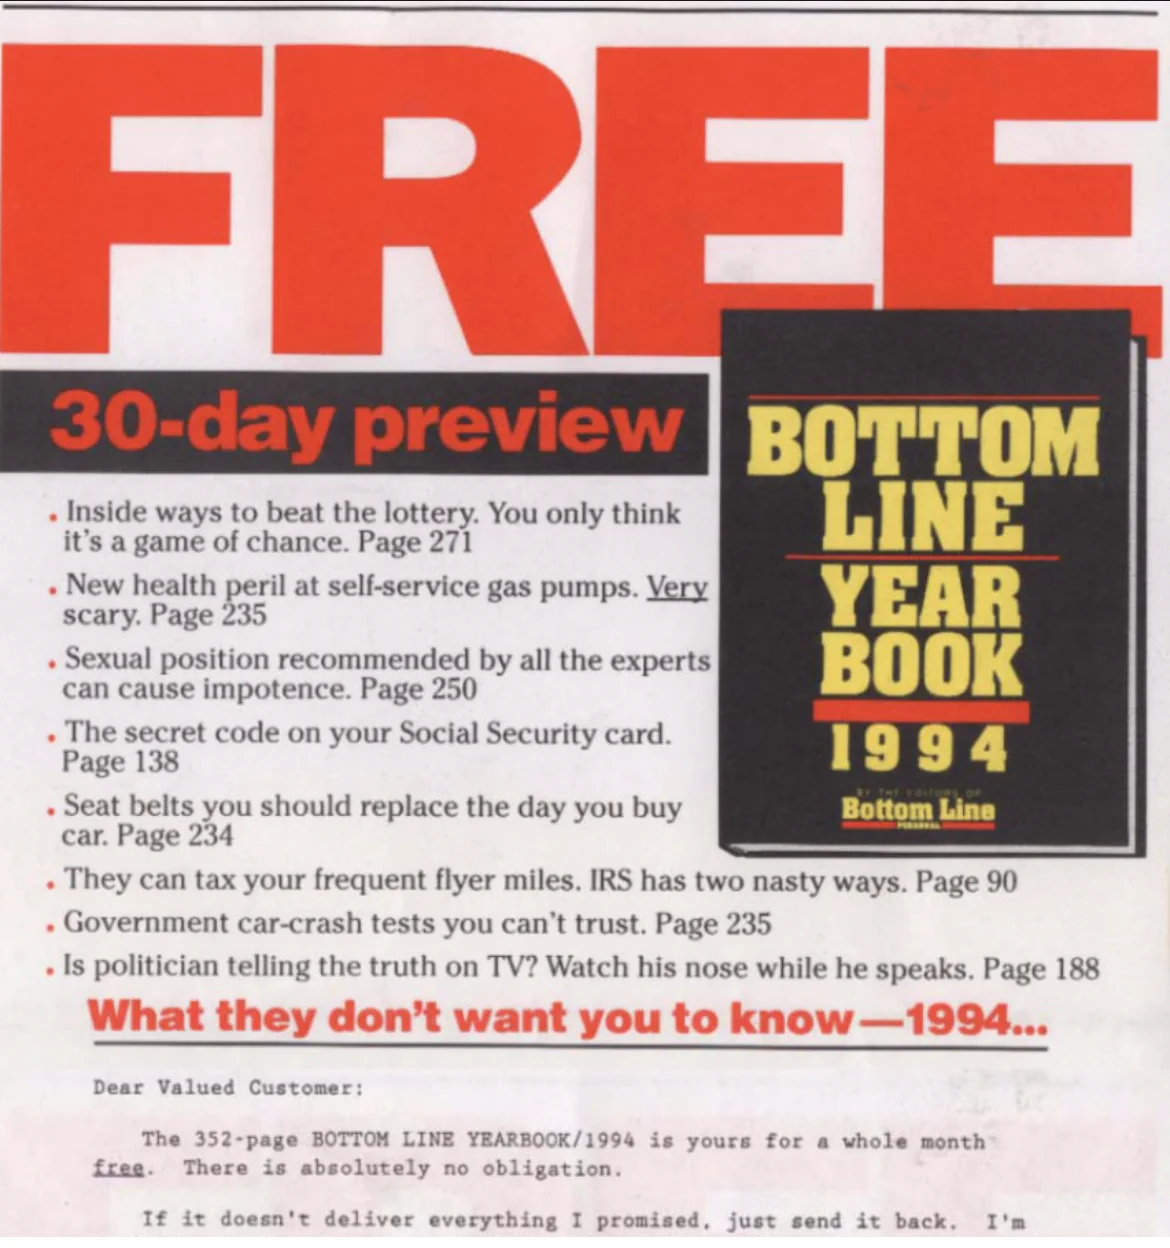 FREE
30-day preview
• Inside ways to beat the lottery. You only think
it's a game of chance. Page 271
• New health peril at self-service gas pumps. Very
scary. Page 235
• Sexual position recommended by all the experts
can cause impotence. Page 250
• The secret code on your Social Security card.
Page 138
• Seat belts you should replace the day you buy
car. Page 234
• They can tax your frequent flyer miles. IRS has two nasty ways. Page 90
• Government car-crash tests you can't trust. Page 235
• Is politician telling the truth on TV? Watch his nose while he speaks. Page 188
BOTTOM
LINE
YEAR
BOOK
1994
BY THE EDITORS OF
Bottom Line
PERSONAL
What they don't want you to know—1994...
Dear Valued Customer:
The 352-page BOTTOM LINE YEARBOOK/1994 is yours for a whole month
free. There is absolutely no obligation.
If it doesn't deliver everything I promised, just send it back. I'm